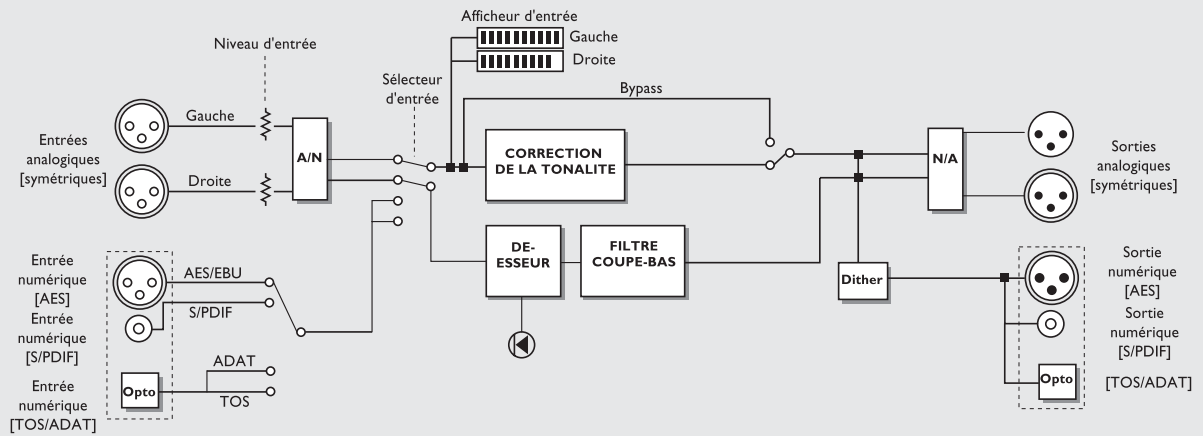 Afficheur d'entrée
Gauche
Droite
Niveau d'entrée
Sélecteur
d'entrée
Bypass
Entrées
analogiques
[symétriques]
Gauche
Droite
A/N
CORRECTION
DE LA TONALITE
N/A
Sorties
analogiques
[symétriques]
DE-
ESSEUR
FILTRE
COUPE-BAS
Dither
Entrée
numérique
[AES]
Entrée
numérique
[S/PDIF]
Entrée
numérique
[TOS/ADAT]
AES/EBU
S/PDIF
ADAT
TOS
Opto
Sortie
numérique
[AES]
Sortie
numérique
[S/PDIF]
Opto
[TOS/ADAT]